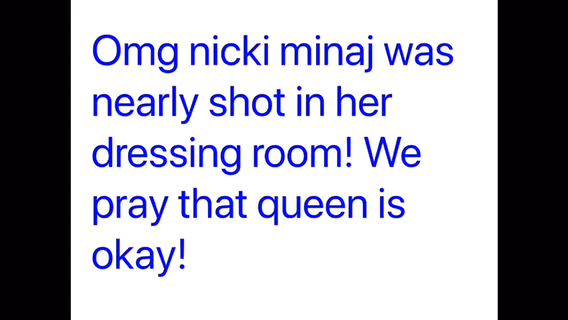 Omg nicki minaj was
nearly shot in her
dressing room! We
pray that queen is
okay!